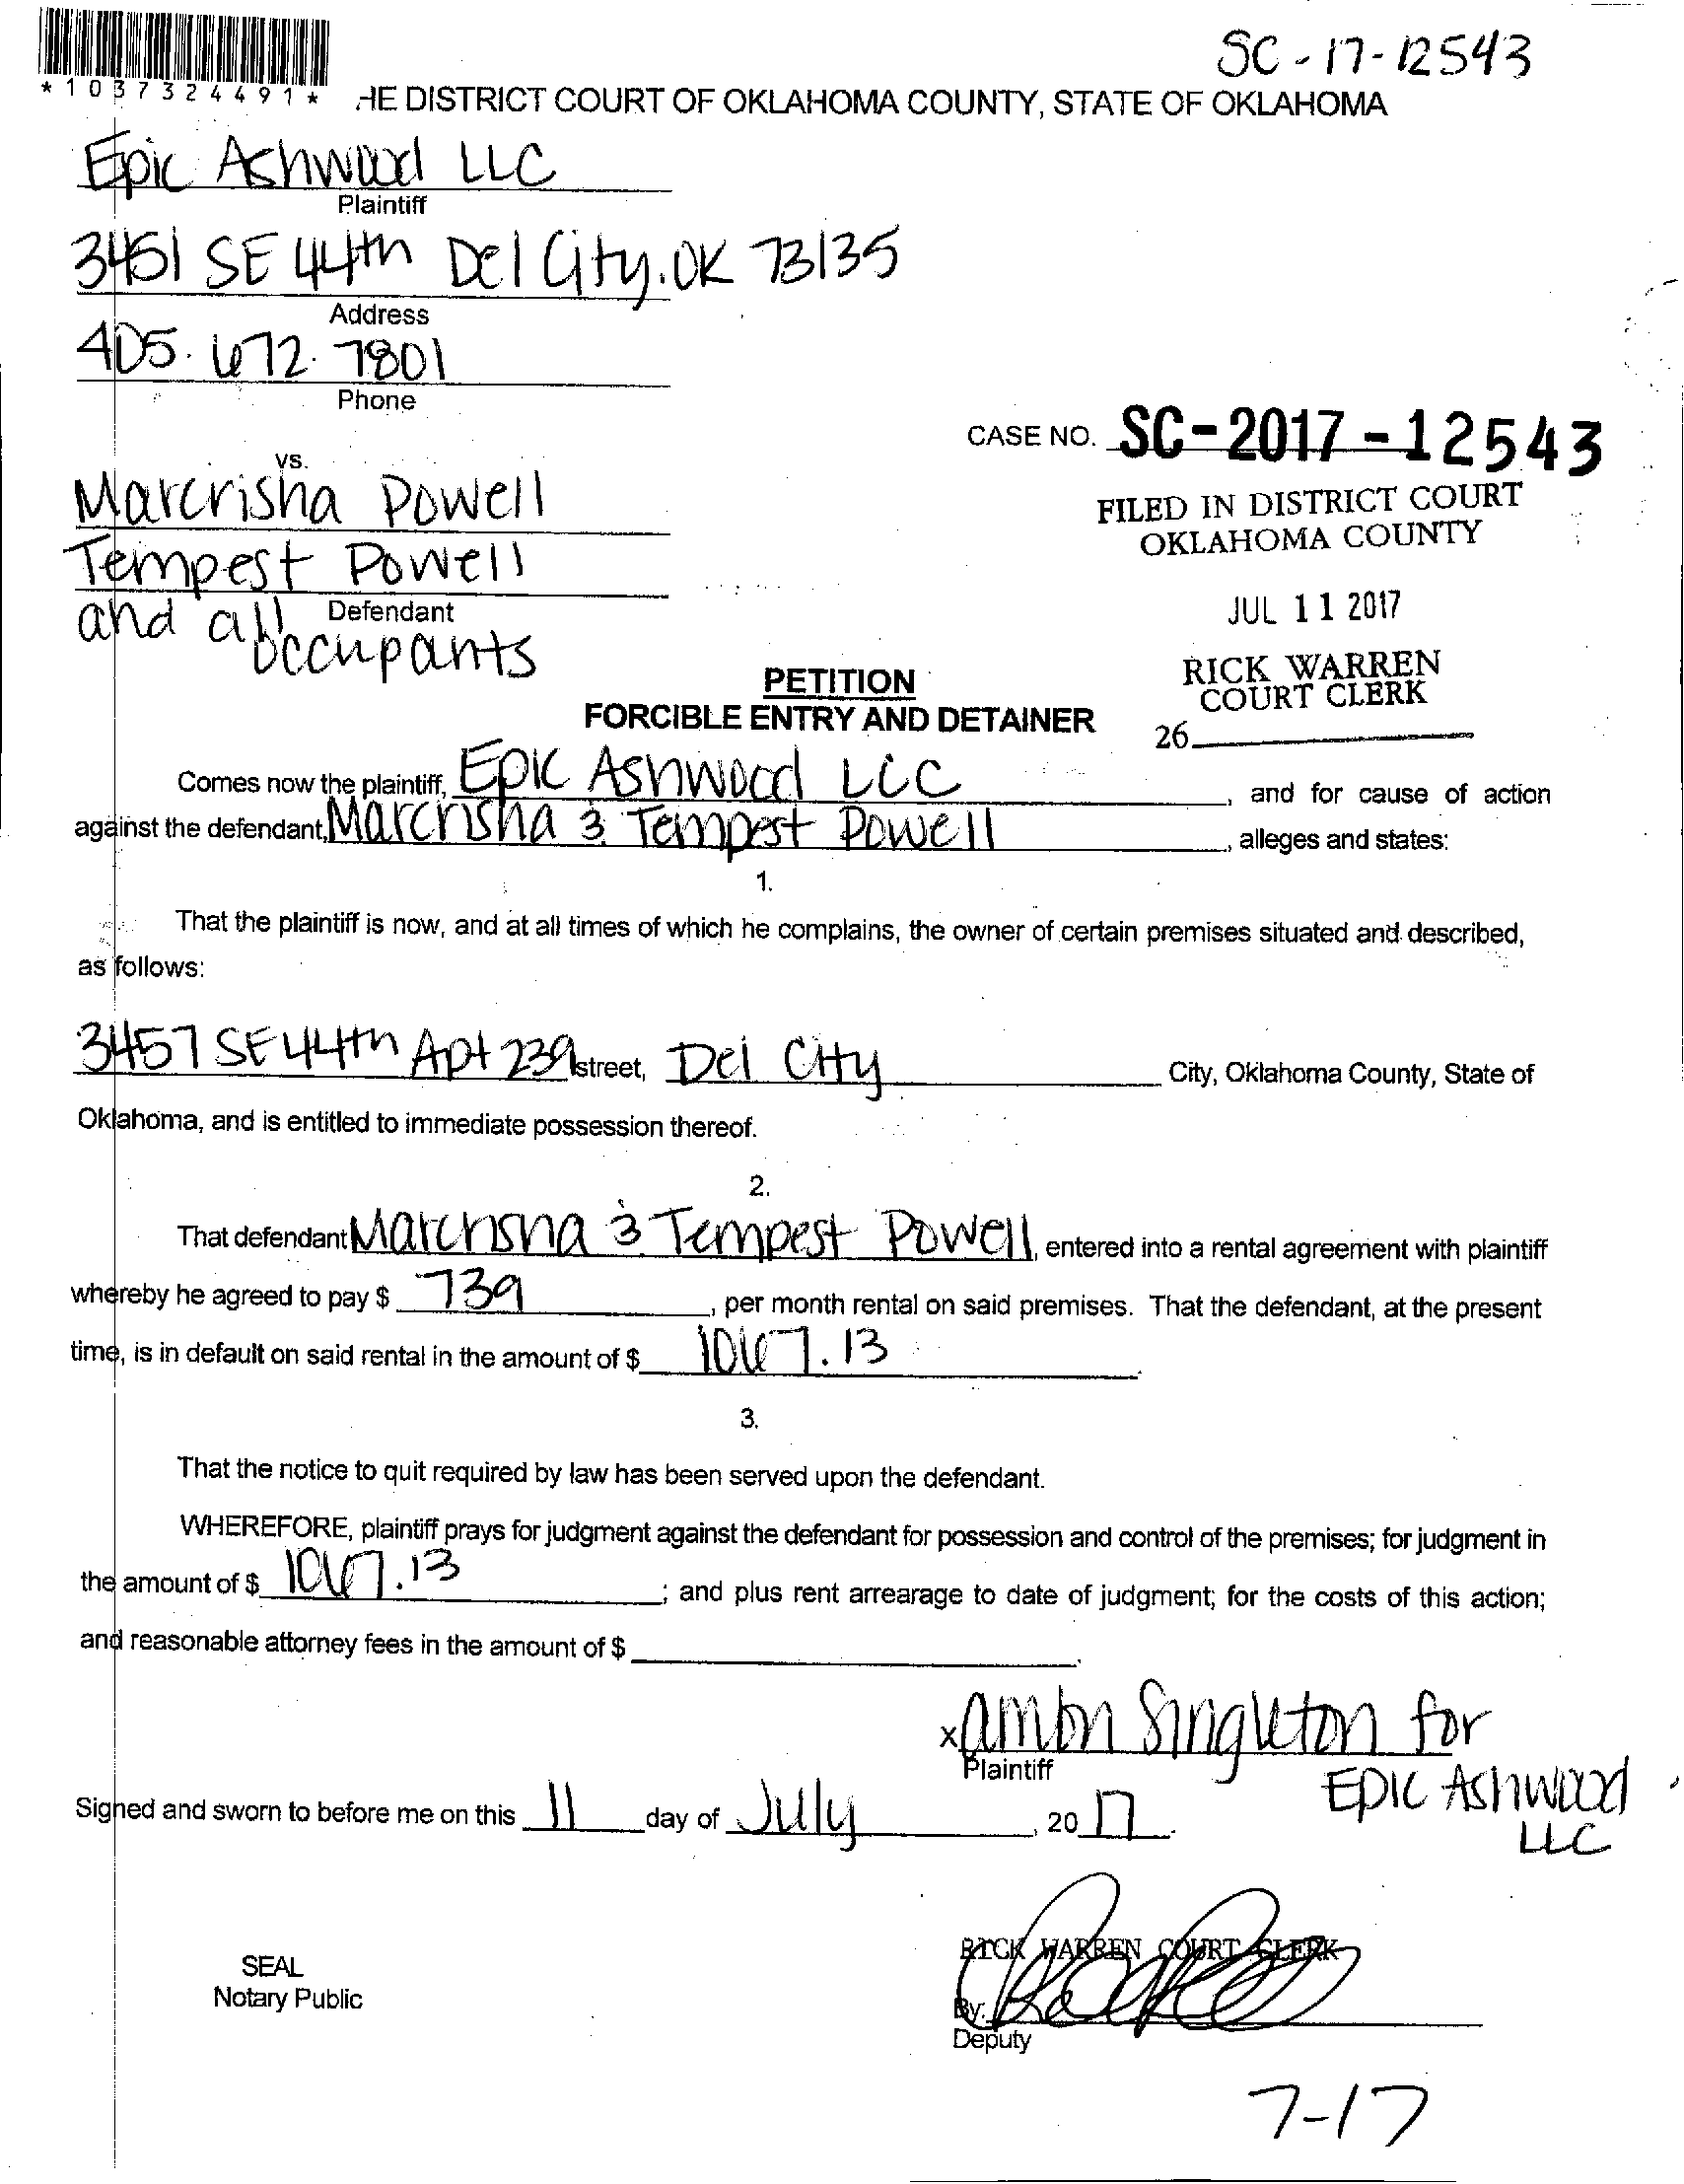 SC-17-12543
*1037324491*
HE DISTRICT COURT OF OKLAHOMA COUNTY, STATE OF OKLAHOMA
Epic Ashwood LLC
Plaintiff
3451 SE 44th Del City. OK 73135
Address
405. 672. 7801
Phone
CASE NO. SC-2017-12543
vs.
FILED IN DISTRICT COURT
OKLAHOMA COUNTY
Marcrisha Powell
Tempest Powell
JUL 11 2017
and all Defendant
occupants
RICK WARREN
COURT CLERK
PETITION
FORCIBLE ENTRY AND DETAINER
26
Comes now the plaintiff, Epic Ashwood LLC, and for cause of action
against the defendant, Marcrisha & Tempest Powell, alleges and states:
1.
That the plaintiff is now, and at all times of which he complains, the owner of certain premises situated and described,
as follows:
3457 SE 44th Apt 239 street, Del City City, Oklahoma County, State of
Oklahoma, and is entitled to immediate possession thereof.
2.
That defendant Marcrisha & Tempest Powell, entered into a rental agreement with plaintiff
whereby he agreed to pay $ 739, per month rental on said premises. That the defendant, at the present
time, is in default on said rental in the amount of $ 1067.13.
3.
That the notice to quit required by law has been served upon the defendant.
WHEREFORE, plaintiff prays for judgment against the defendant for possession and control of the premises; for judgment in
the amount of $ 1067.13; and plus rent arrearage to date of judgment; for the costs of this action;
and reasonable attorney fees in the amount of $
x Singleton for
Plaintiff
Epic Ashwood
LLC
Signed and sworn to before me on this 11 day of July, 2017.
SEAL
Notary Public
RICK WARREN COURT CLERK
By:
Deputy
7-17